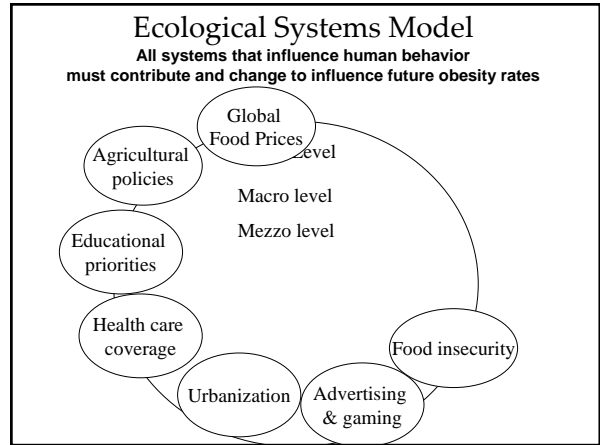 Ecological Systems Model
All systems that influence human behavior
must contribute and change to influence future obesity rates
Global
Food Prices
Level
Agricultural
policies
Macro level
Mezzo level
Educational
priorities
Health care
coverage
Food insecurity
Urbanization
Advertising
& gaming